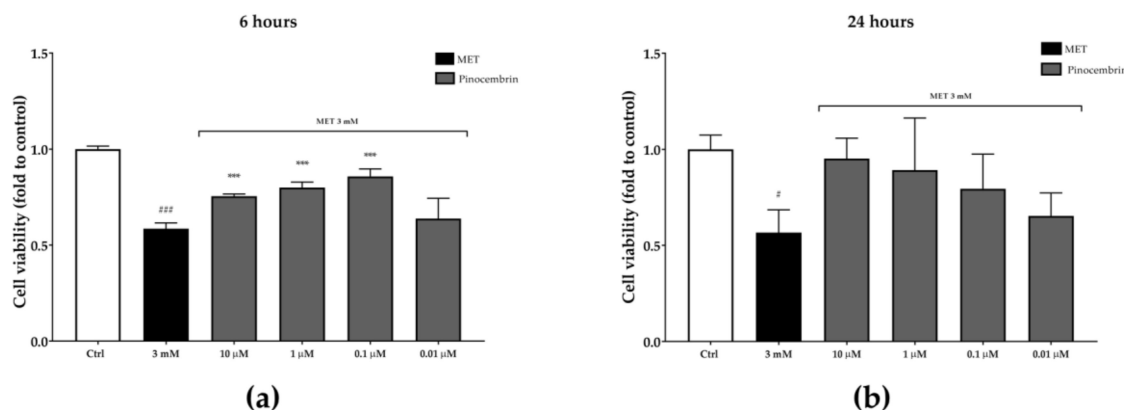 6 hours
1.5
1.0
0.5
0.0
Cell viability (fold to control)
MET
Pinocembrin
MET 3 mM
###
***
***
***
Ctrl 3 mM 10 µM 1 µM 0.1 µM 0.01 µM
(a)
24 hours
1.5
1.0
0.5
0.0
Cell viability (fold to control)
MET
Pinocembrin
MET 3 mM
#
Ctrl 3 mM 10 µM 1 µM 0.1 µM 0.01 µM
(b)